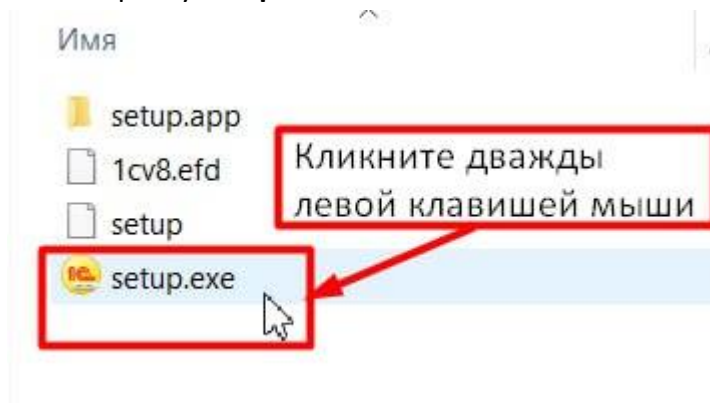 Имя
setup.app
1cv8.efd
Кликните дважды
левой клавишей мыши
setup
setup.exe